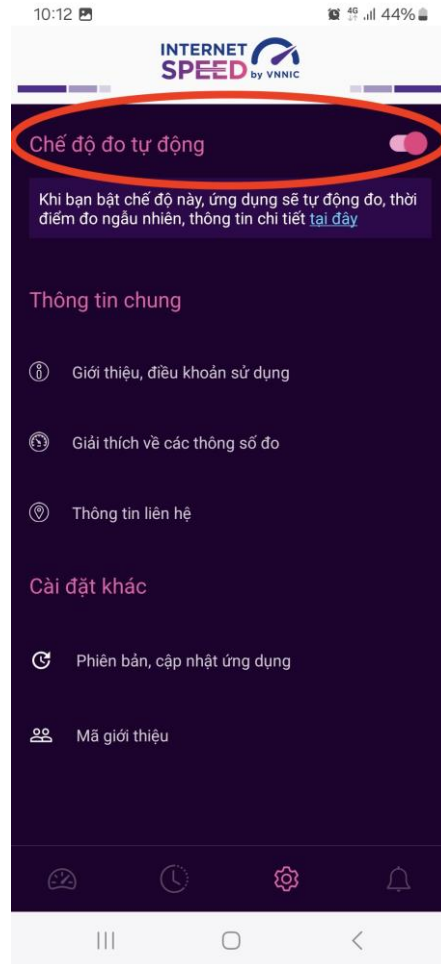 10:12
4G
44%
INTERNET
SPEED by VNNIC
Chế độ đo tự động
Khi bạn bật chế độ này, ứng dụng sẽ tự động đo, thời
điểm đo ngẫu nhiên, thông tin chi tiết tại đây
Thông tin chung
Giới thiệu, điều khoản sử dụng
Giải thích về các thông số đo
Thông tin liên hệ
Cài đặt khác
Phiên bản, cập nhật ứng dụng
Mã giới thiệu